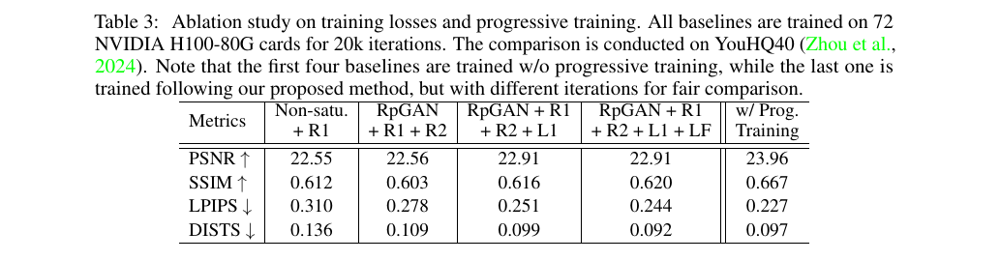 Table 3: Ablation study on training losses and progressive training. All baselines are trained on 72
NVIDIA H100-80G cards for 20k iterations. The comparison is conducted on YouHQ40 (Zhou et al.,
2024). Note that the first four baselines are trained w/o progressive training, while the last one is
trained following our proposed method, but with different iterations for fair comparison.
Metrics Non-satu. + R1 RpGAN + R1 + R2 RpGAN + R1 + R2 + L1 RpGAN + R1 + R2 + L1 + LF w/ Prog. Training
PSNR ↑ 22.55 22.56 22.91 22.91 23.96
SSIM ↑ 0.612 0.603 0.616 0.620 0.667
LPIPS ↓ 0.310 0.278 0.251 0.244 0.227
DISTS ↓ 0.136 0.109 0.099 0.092 0.097